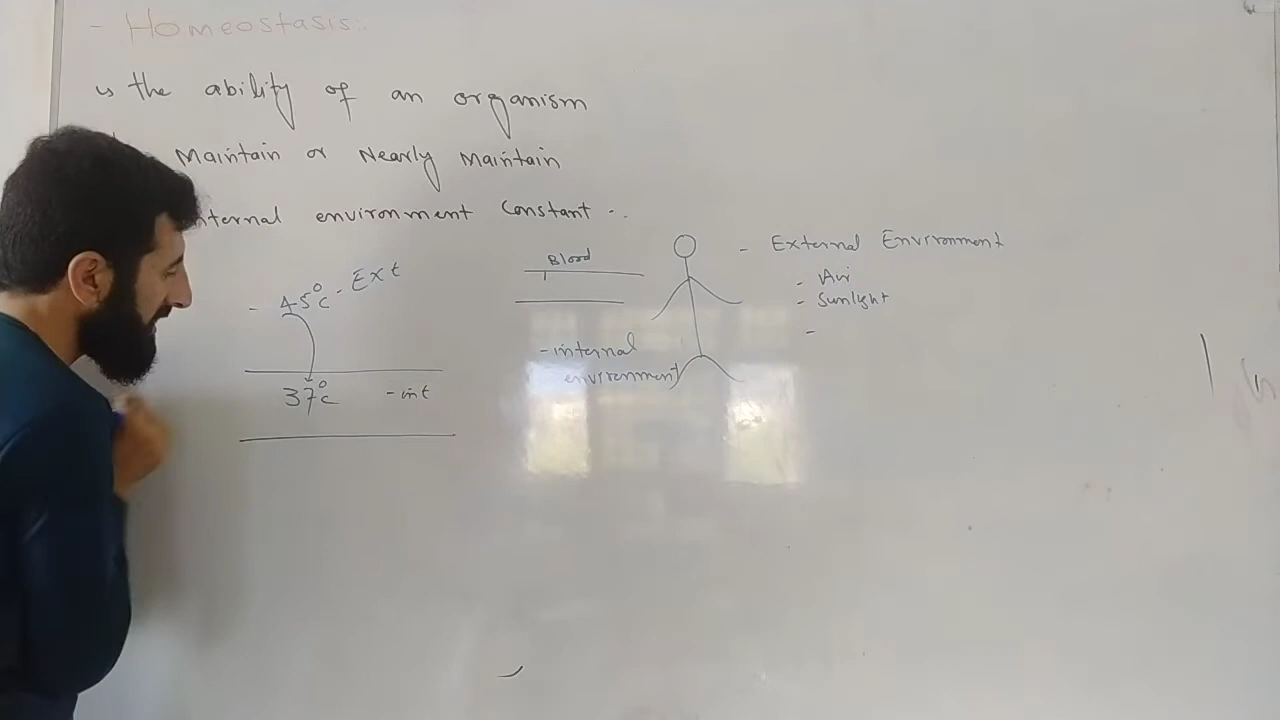 - Homeostasis:.
is the ability of an organism
Maintain or Nearly Maintain
internal environment Constant ..
- 45°c - Ext
37°c - int
Blood
- internal
environment
- External Environment
- Air
- Sunlight
-